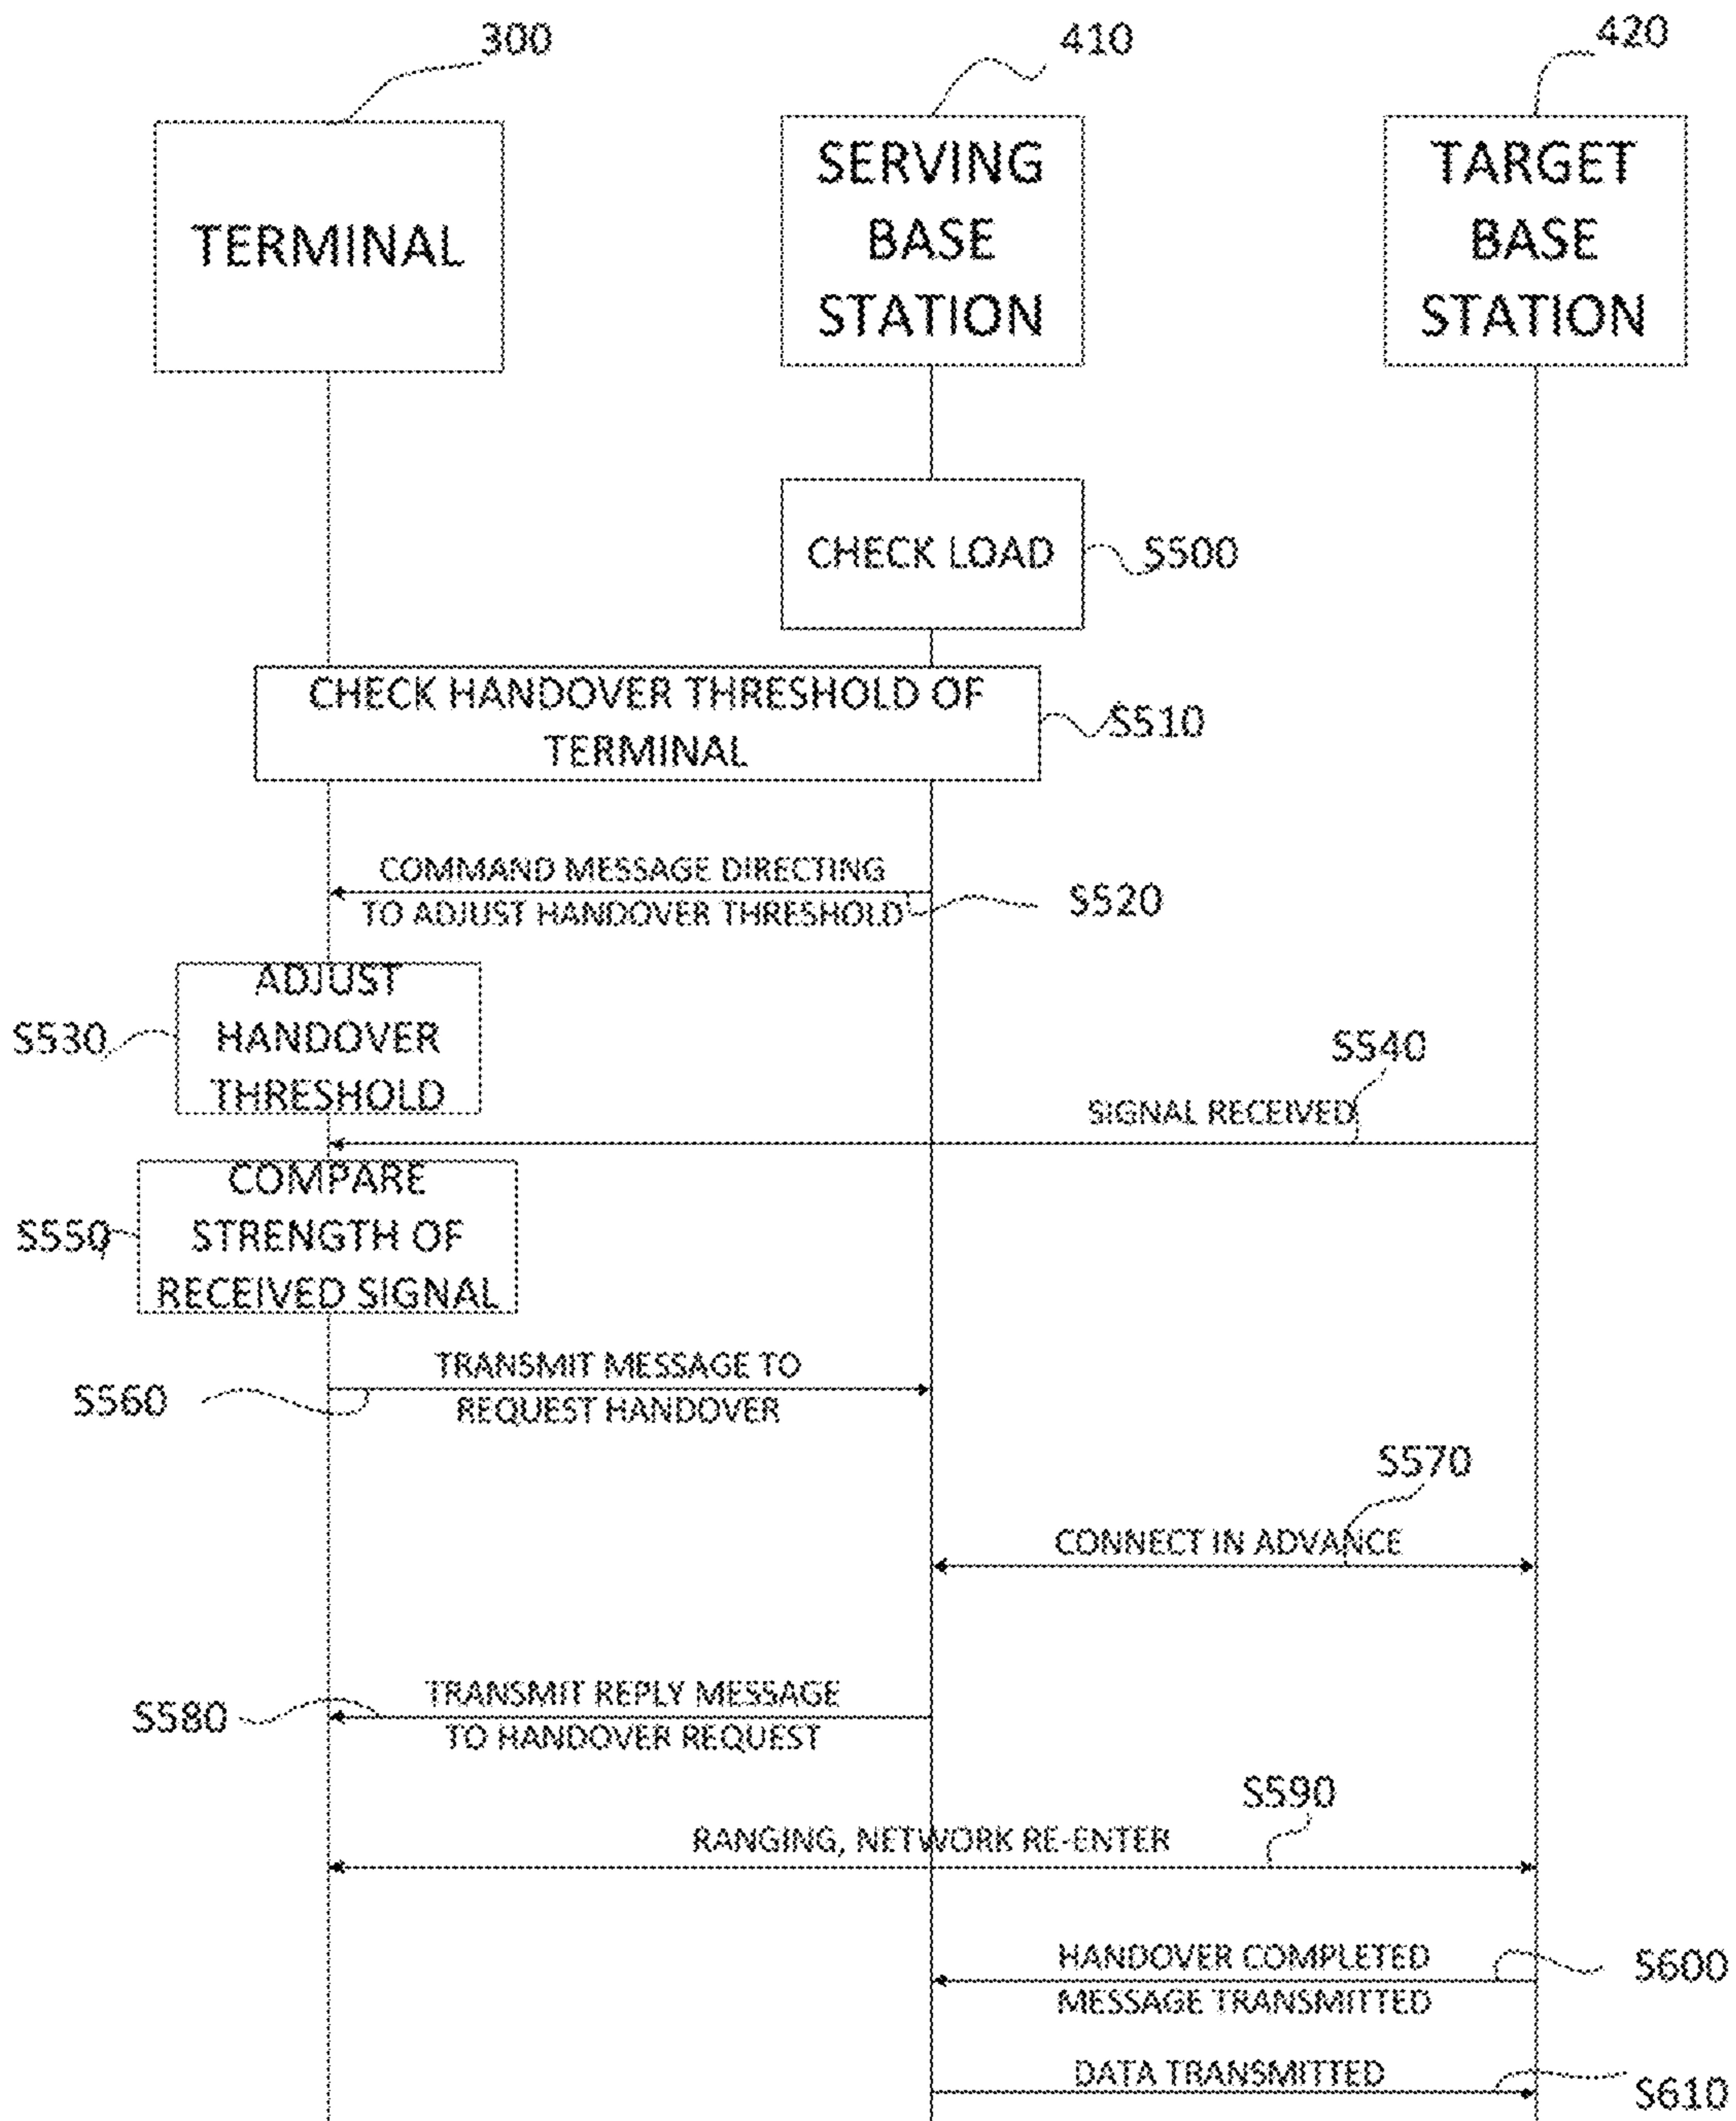 300
410
420
TERMINAL
SERVING
BASE
STATION
TARGET
BASE
STATION
CHECK LOAD
S500
CHECK HANDOVER THRESHOLD OF
TERMINAL
S510
COMMAND MESSAGE DIRECTING
TO ADJUST HANDOVER THRESHOLD
S520
ADJUST
HANDOVER
THRESHOLD
S530
S540
SIGNAL RECEIVED
COMPARE
STRENGTH OF
RECEIVED SIGNAL
S550
TRANSMIT MESSAGE TO
REQUEST HANDOVER
S560
S570
CONNECT IN ADVANCE
TRANSMIT REPLY MESSAGE
TO HANDOVER REQUEST
S580
S590
RANGING, NETWORK RE-ENTER
HANDOVER COMPLETED
MESSAGE TRANSMITTED
S600
DATA TRANSMITTED
S610